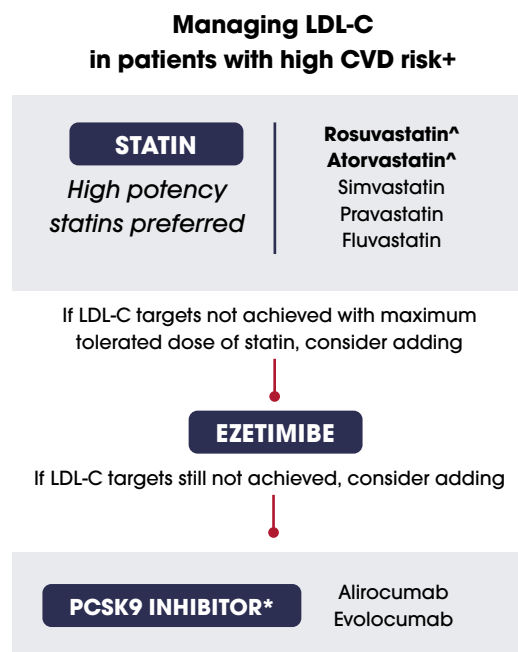 Managing LDL-C
in patients with high CVD risk+
STATIN
High potency
statins preferred
Rosuvastatin^
Atorvastatin^
Simvastatin
Pravastatin
Fluvastatin
If LDL-C targets not achieved with maximum
tolerated dose of statin, consider adding
EZETIMIBE
If LDL-C targets still not achieved, consider adding
PCSK9 INHIBITOR*
Alirocumab
Evolocumab